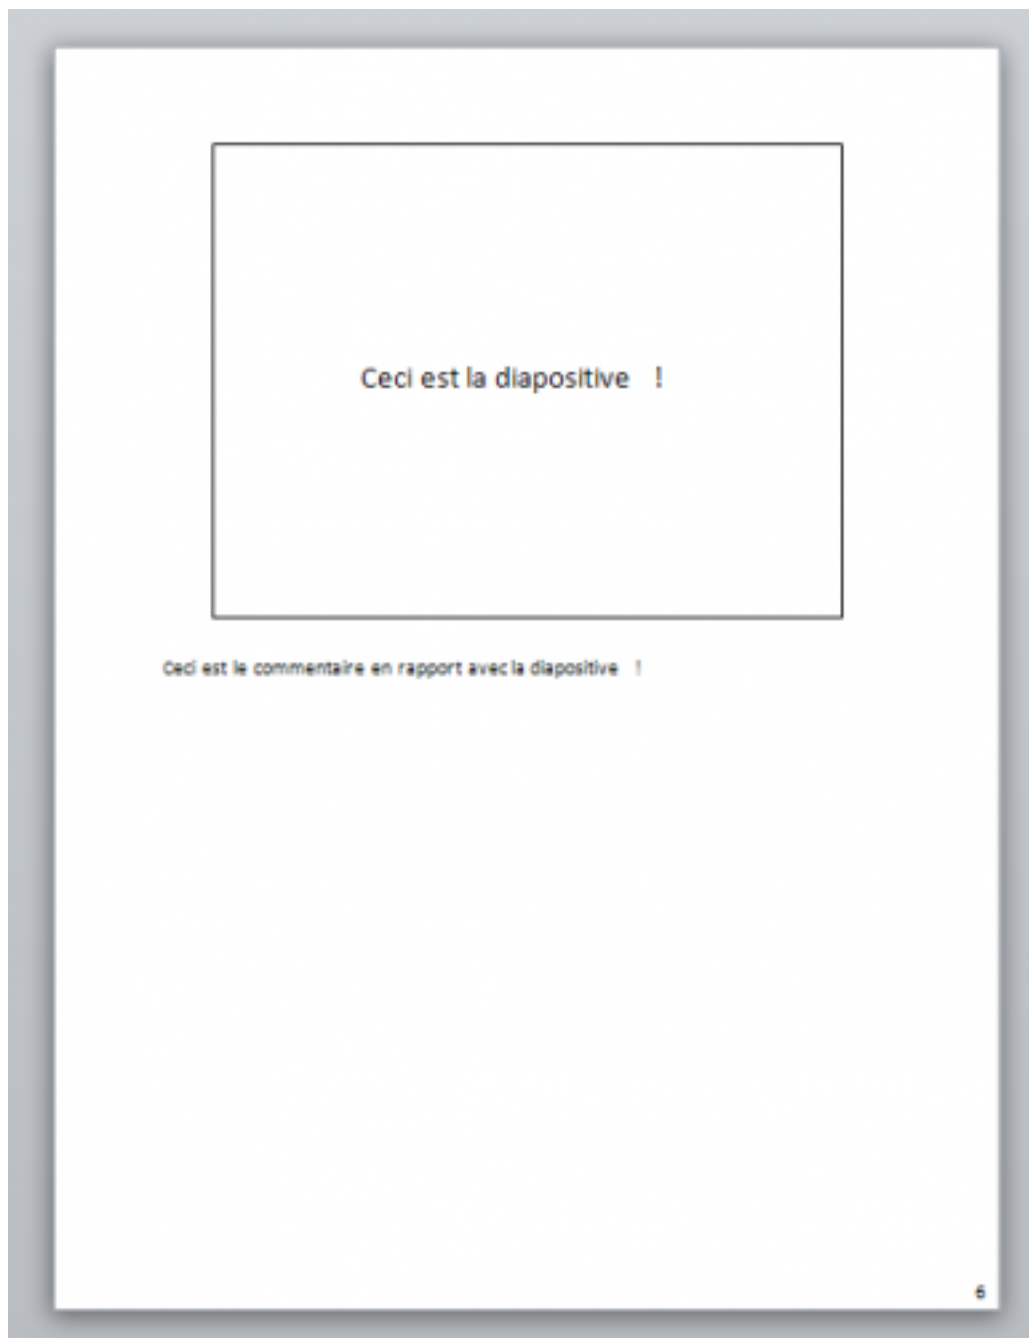 Ceci est la diapositive !
Ceci est le commentaire en rapport avec la diapositive !
6